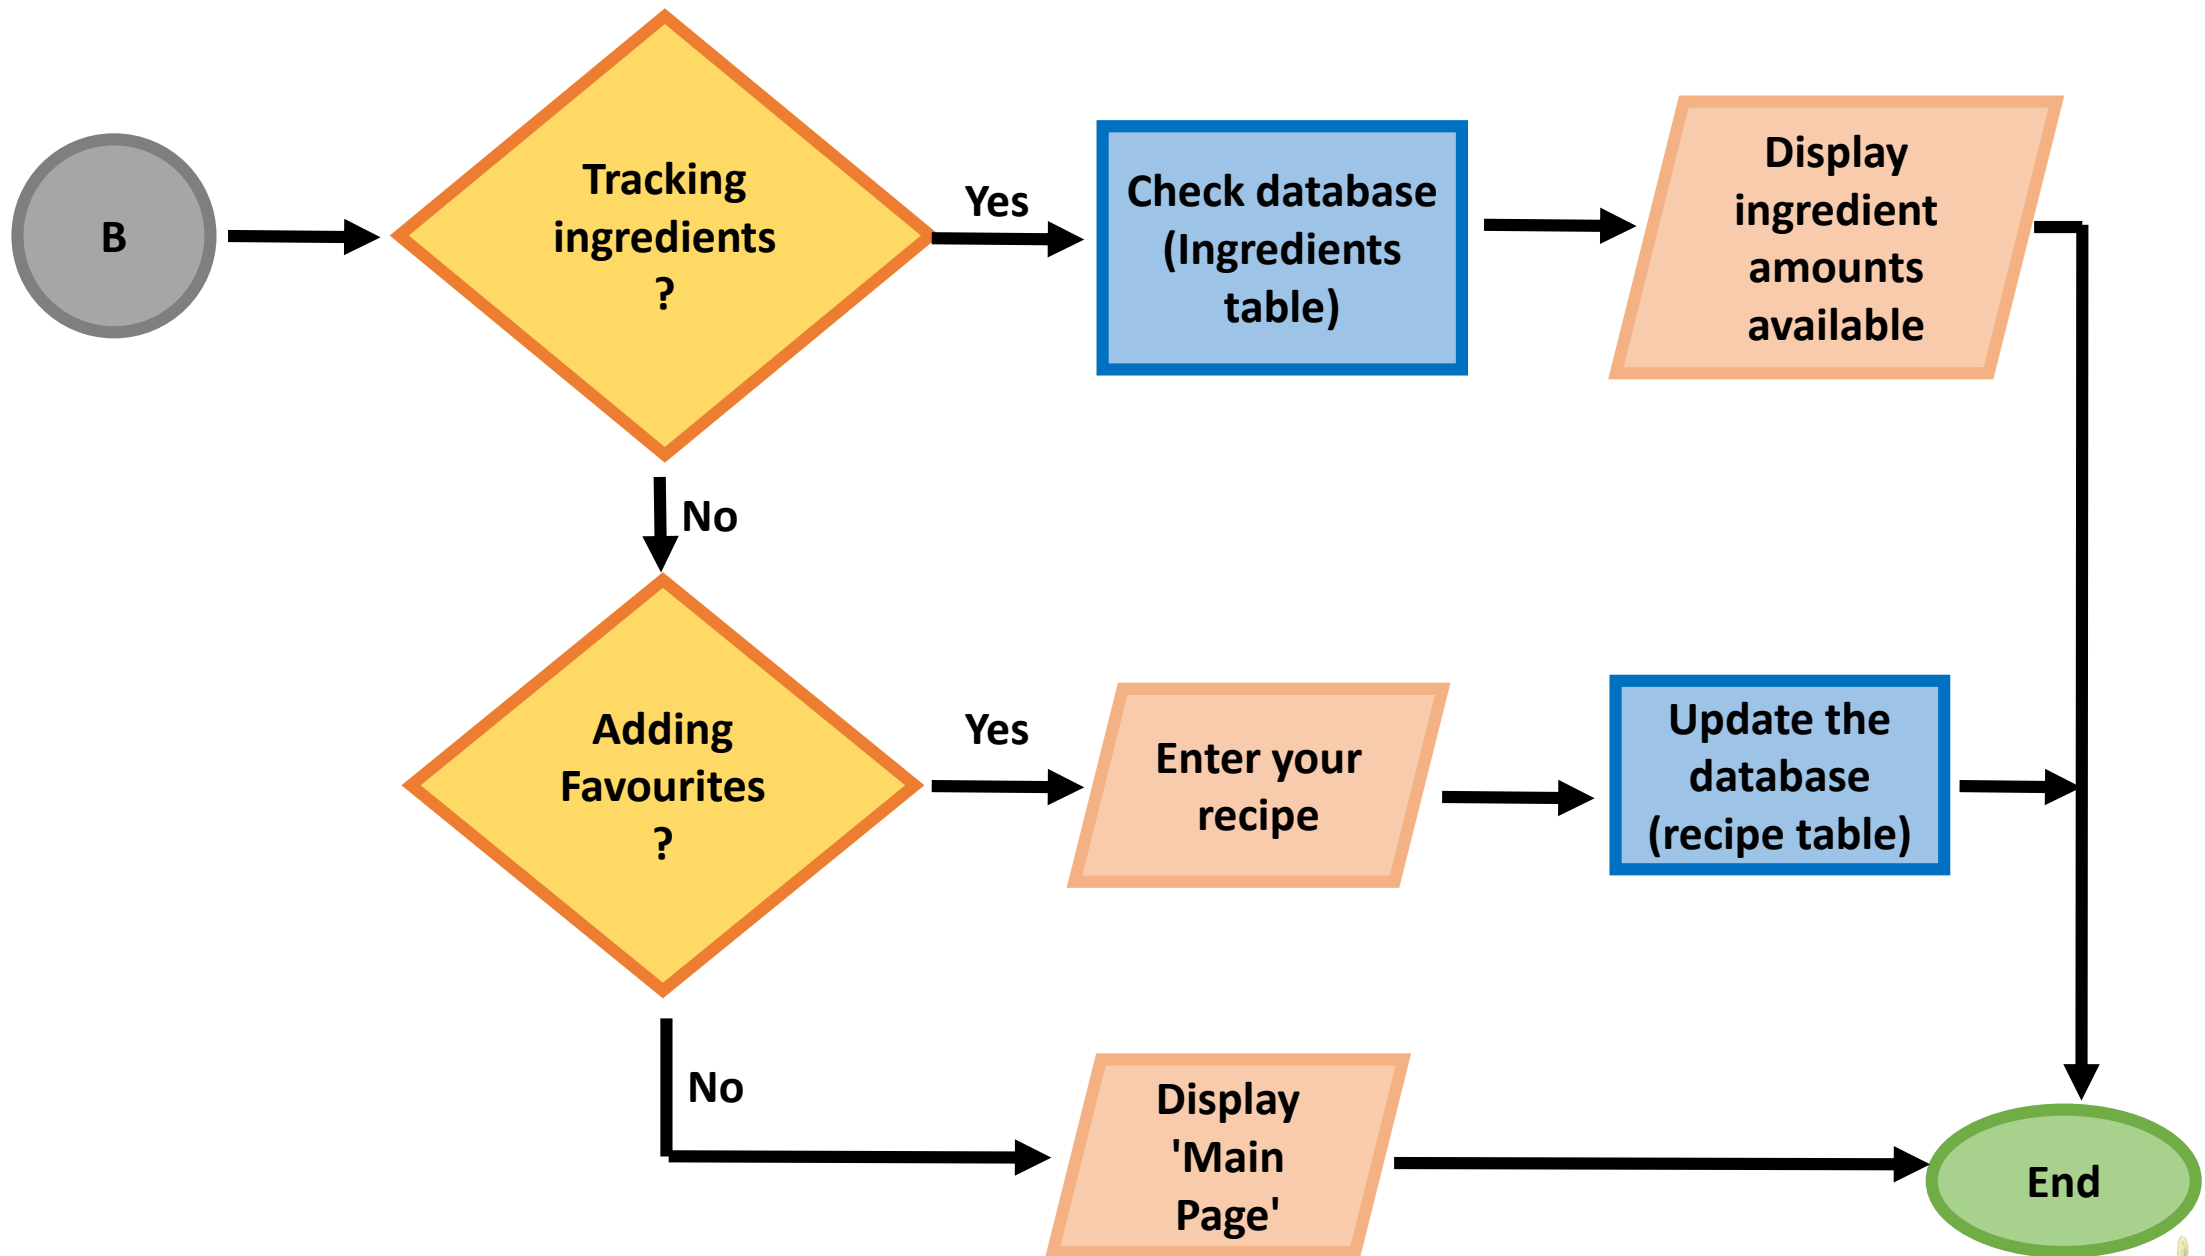 B
Tracking
ingredients
?
Yes
Check database
(Ingredients
table)
Display
ingredient
amounts
available
No
Adding
Favourites
?
Yes
Enter your
recipe
Update the
database
(recipe table)
No
Display
'Main
Page'
End